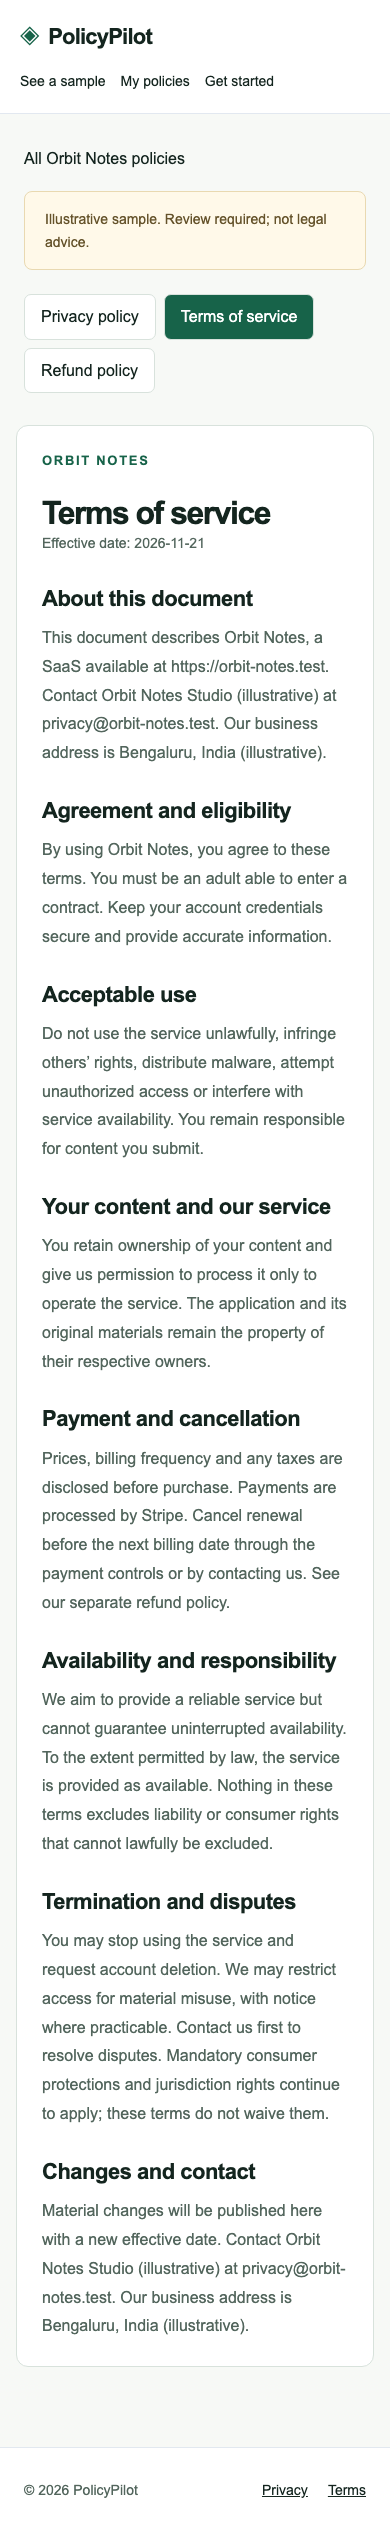 PolicyPilot
See a sample My policies Get started
All Orbit Notes policies
Illustrative sample. Review required; not legal
advice.
Privacy policy Terms of service
Refund policy
ORBIT NOTES
Terms of service
Effective date: 2026-11-21
About this document
This document describes Orbit Notes, a
SaaS available at https://orbit-notes.test.
Contact Orbit Notes Studio (illustrative) at
privacy@orbit-notes.test. Our business
address is Bengaluru, India (illustrative).
Agreement and eligibility
By using Orbit Notes, you agree to these
terms. You must be an adult able to enter a
contract. Keep your account credentials
secure and provide accurate information.
Acceptable use
Do not use the service unlawfully, infringe
others’ rights, distribute malware, attempt
unauthorized access or interfere with
service availability. You remain responsible
for content you submit.
Your content and our service
You retain ownership of your content and
give us permission to process it only to
operate the service. The application and its
original materials remain the property of
their respective owners.
Payment and cancellation
Prices, billing frequency and any taxes are
disclosed before purchase. Payments are
processed by Stripe. Cancel renewal
before the next billing date through the
payment controls or by contacting us. See
our separate refund policy.
Availability and responsibility
We aim to provide a reliable service but
cannot guarantee uninterrupted availability.
To the extent permitted by law, the service
is provided as available. Nothing in these
terms excludes liability or consumer rights
that cannot lawfully be excluded.
Termination and disputes
You may stop using the service and
request account deletion. We may restrict
access for material misuse, with notice
where practicable. Contact us first to
resolve disputes. Mandatory consumer
protections and jurisdiction rights continue
to apply; these terms do not waive them.
Changes and contact
Material changes will be published here
with a new effective date. Contact Orbit
Notes Studio (illustrative) at privacy@orbit-
notes.test. Our business address is
Bengaluru, India (illustrative).
© 2026 PolicyPilot Privacy Terms